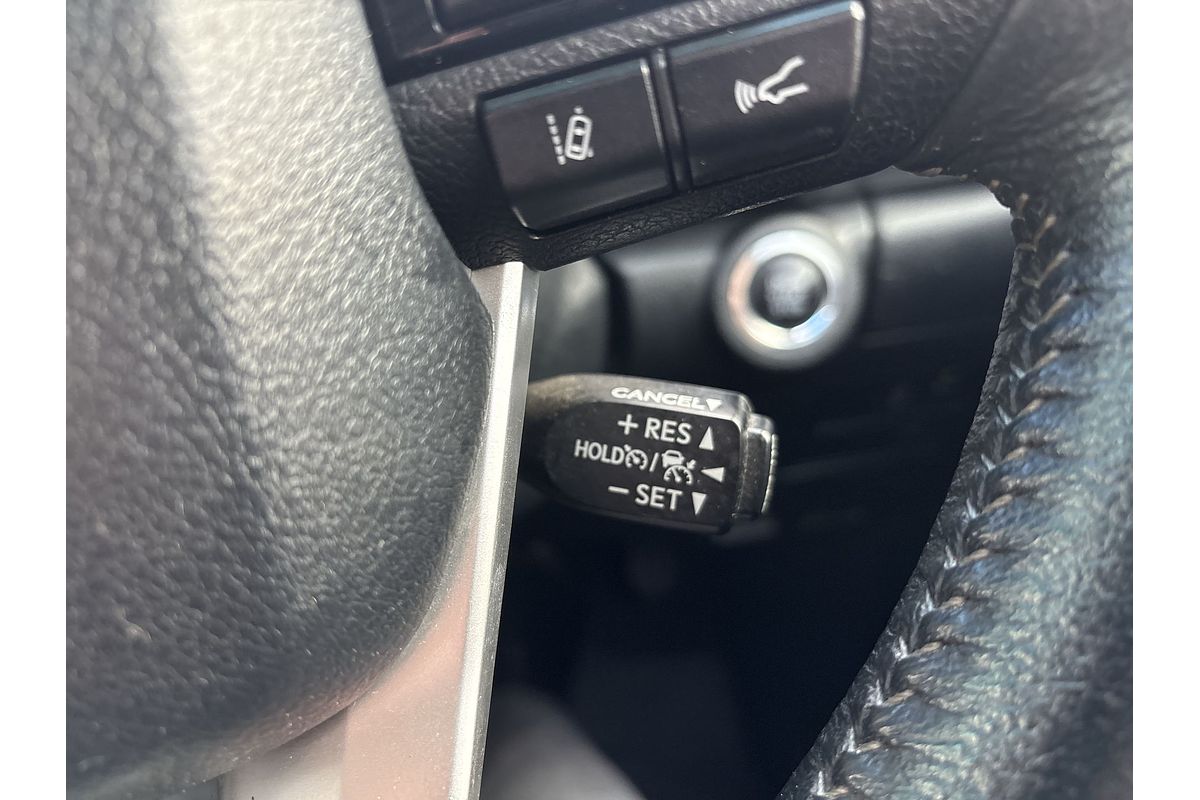 CANCEL
+ RES
HOLD /
− SET